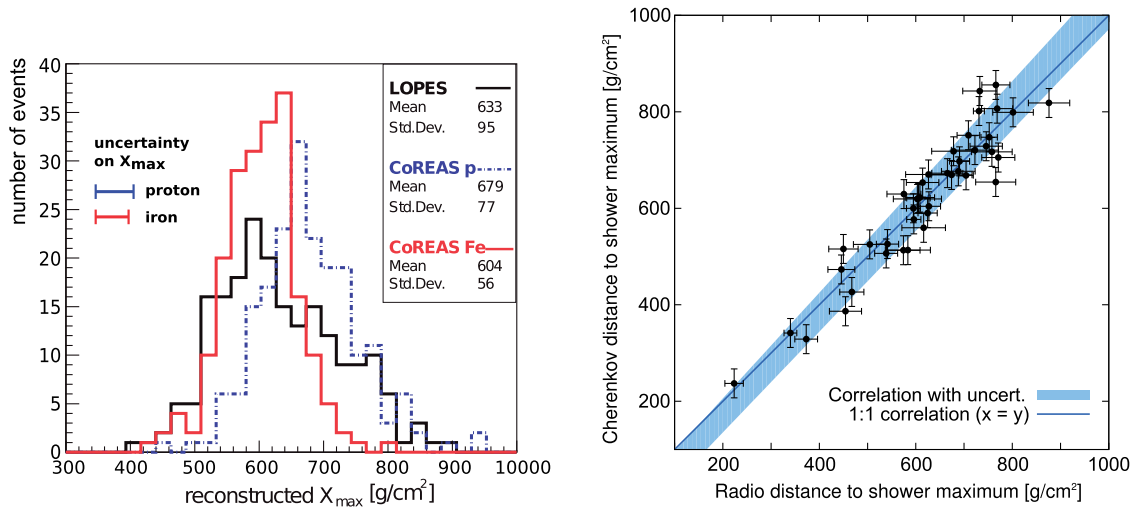 number of events
40
35
30
25
20
15
10
5
0
uncertainty
on Xmax
proton
iron
LOPES
Mean 633
Std.Dev. 95
CoREAS p
Mean 679
Std.Dev. 77
CoREAS Fe
Mean 604
Std.Dev. 56
300 400 500 600 700 800 900 10000
reconstructed Xmax [g/cm²]
Cherenkov distance to shower maximum [g/cm²]
1000
800
600
400
200
Correlation with uncert.
1:1 correlation (x = y)
200 400 600 800 1000
Radio distance to shower maximum [g/cm²]